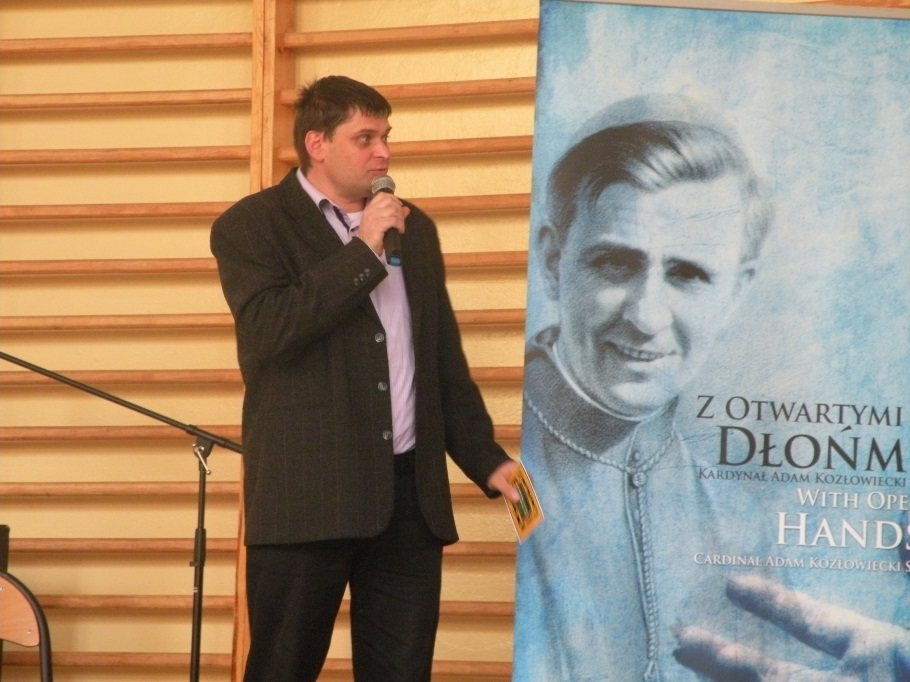 Z OTWARTYMI
DŁOŃM
KARDYNAŁ ADAM KOZŁOWIECKI
WITH OPE
HANDS
CARDINAL ADAM KOZŁOWIECKI S